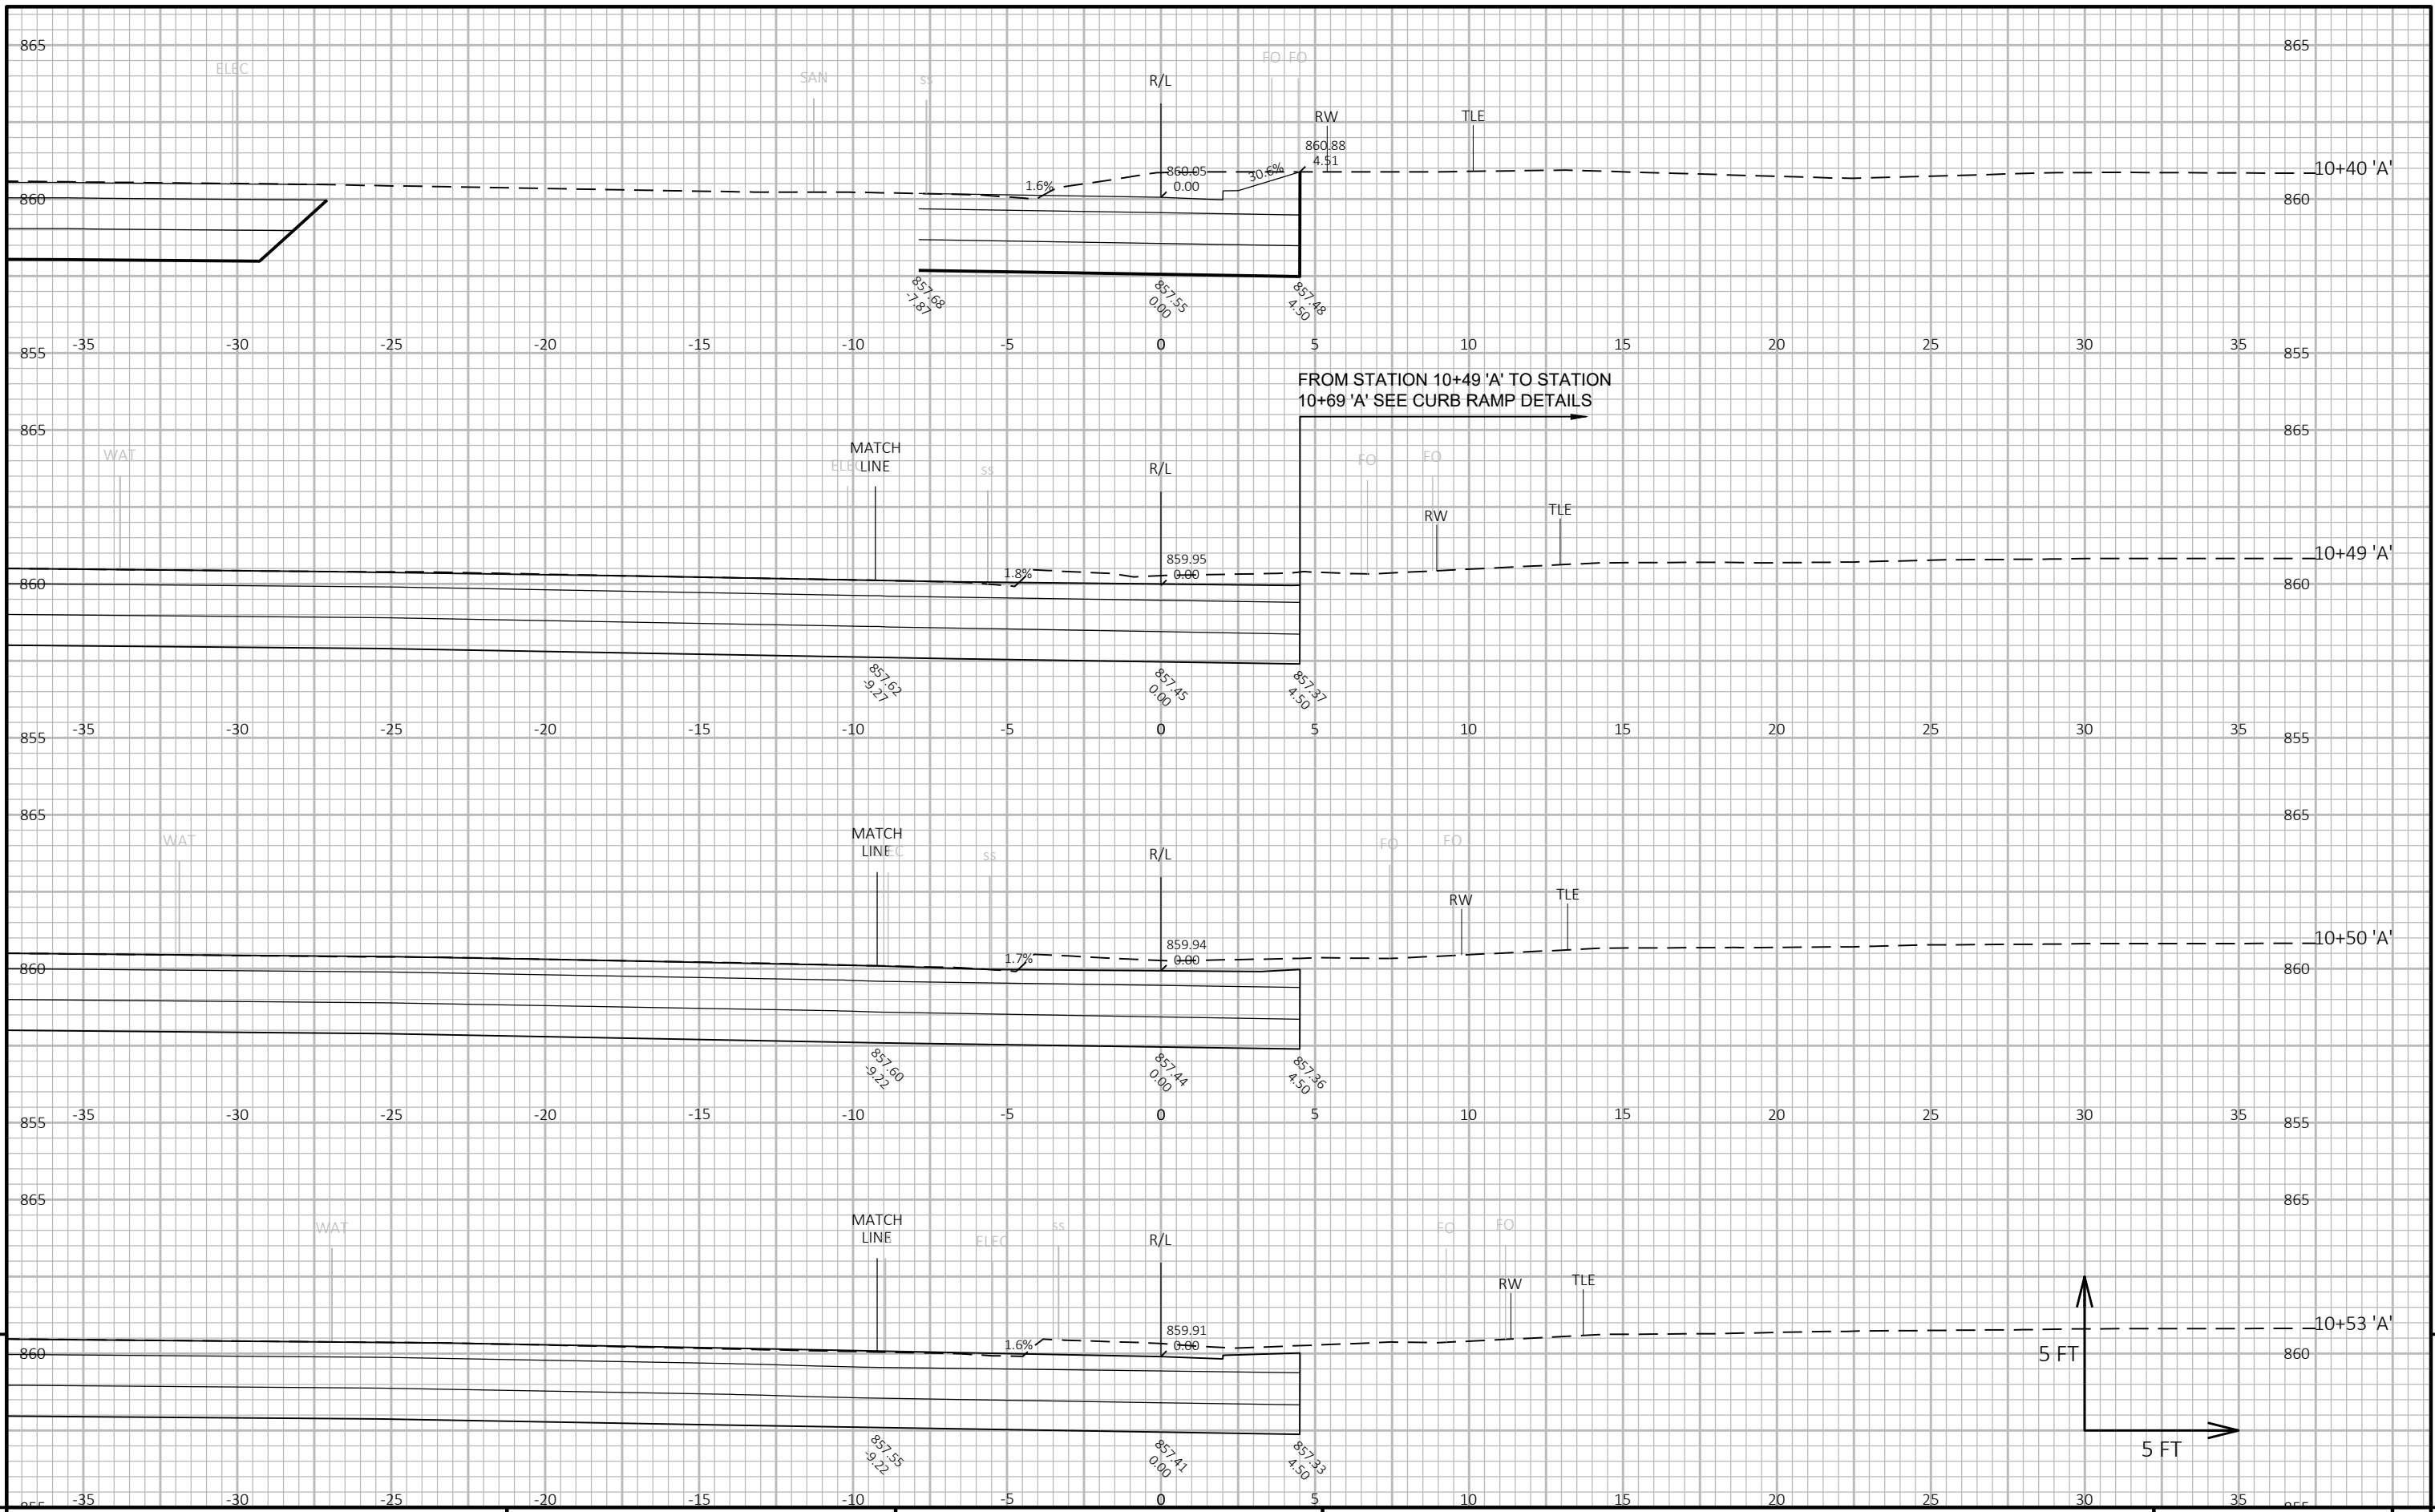 865 865
ELEC SAN ss R/L FO FO
RW TLE
860.88
4.51
860.05
0.00
1.6% 30.6%
10+40 'A'
860 860
857.68
-7.87
857.55
0.00
857.48
4.50
-35 -30 -25 -20 -15 -10 -5 0 5 10 15 20 25 30 35
855 855
FROM STATION 10+49 'A' TO STATION
10+69 'A' SEE CURB RAMP DETAILS
865 865
MATCH
LINE
WAT ELEC ss R/L FO FO
RW TLE
859.95
0.00
1.8%
10+49 'A'
860 860
857.62
-9.27
857.45
0.00
857.37
4.50
-35 -30 -25 -20 -15 -10 -5 0 5 10 15 20 25 30 35
855 855
865 865
MATCH
LINE
WAT ss R/L FO FO
RW TLE
859.94
0.00
1.7%
10+50 'A'
860 860
857.60
-9.22
857.44
0.00
857.36
4.50
-35 -30 -25 -20 -15 -10 -5 0 5 10 15 20 25 30 35
855 855
865 865
MATCH
LINE
WAT ELEC ss R/L FO FO
RW TLE
859.91
0.00
1.6%
10+53 'A'
860 860
5 FT
5 FT
857.55
-9.22
857.41
0.00
857.33
4.50
-35 -30 -25 -20 -15 -10 -5 0 5 10 15 20 25 30 35
855 855